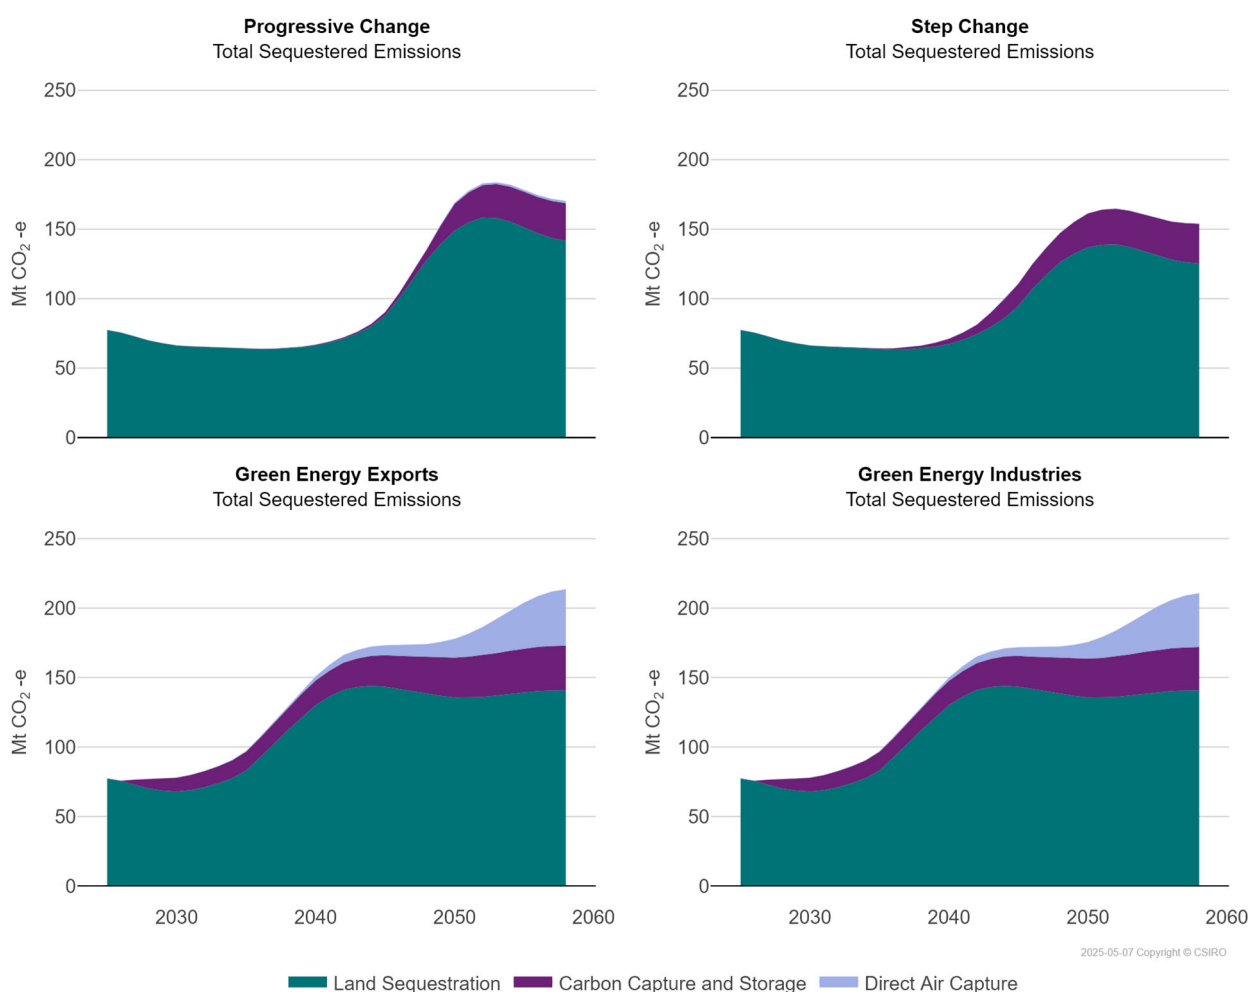 Progressive Change
Total Sequestered Emissions
250
200
150
100
50
0
Mt CO₂ -e
Step Change
Total Sequestered Emissions
250
200
150
100
50
0
Mt CO₂ -e
Green Energy Exports
Total Sequestered Emissions
250
200
150
100
50
0
Mt CO₂ -e
2030 2040 2050 2060
Green Energy Industries
Total Sequestered Emissions
250
200
150
100
50
0
Mt CO₂ -e
2030 2040 2050 2060
2025-05-07 Copyright © CSIRO
Land Sequestration Carbon Capture and Storage Direct Air Capture